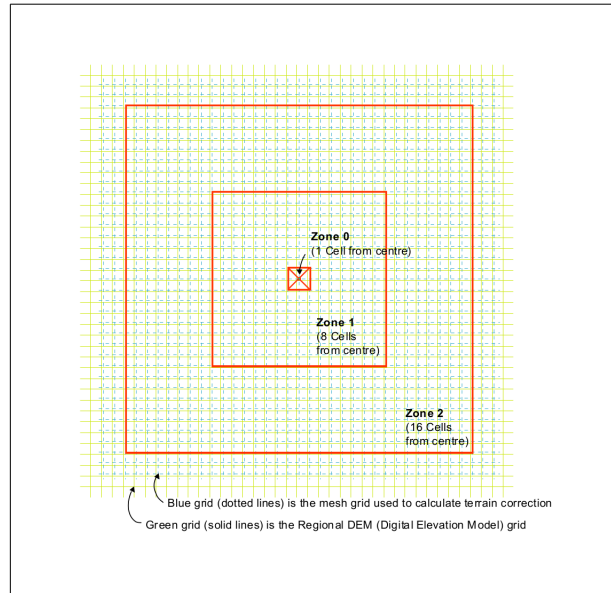 Zone 0
(1 Cell from centre)
Zone 1
(8 Cells
from centre)
Zone 2
(16 Cells
from centre)
Blue grid (dotted lines) is the mesh grid used to calculate terrain correction
Green grid (solid lines) is the Regional DEM (Digital Elevation Model) grid